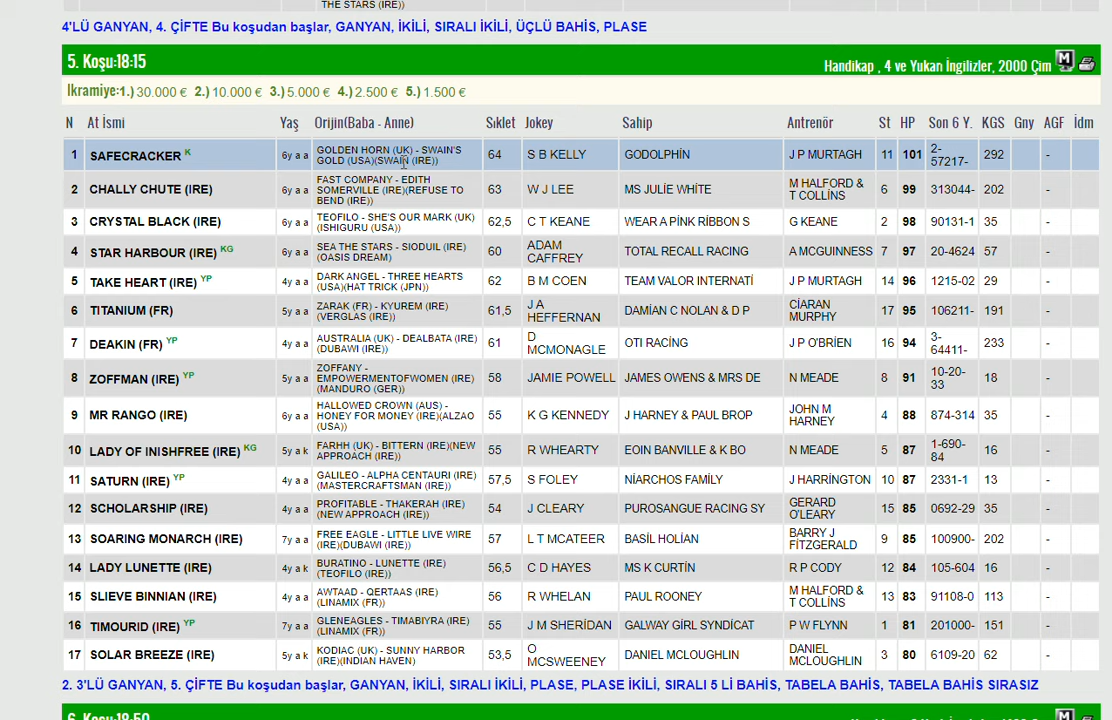 THE STARS (IRE))
4'LÜ GANYAN, 4. ÇİFTE Bu koşudan başlar, GANYAN, İKİLİ, SIRALI İKİLİ, ÜÇLÜ BAHİS, PLASE
5. Koşu:18:15
Handikap , 4 ve Yukarı İngilizler, 2000 Çim
İkramiye:1.) 30.000 € 2.) 10.000 € 3.) 5.000 € 4.) 2.500 € 5.) 1.500 €
N At İsmi Yaş Orijin(Baba - Anne) Sıklet Jokey Sahip Antrenör St HP Son 6 Y. KGS Gny AGF İdm
1 SAFECRACKER K 6y a a GOLDEN HORN (UK) - SWAIN'S GOLD (USA)(SWAİN (IRE)) 64 S B KELLY GODOLPHİN J P MURTAGH 11 101 2-57217- 292 -
2 CHALLY CHUTE (IRE) 6y a a FAST COMPANY - EDITH SOMERVILLE (IRE)(REFUSE TO BEND (IRE)) 63 W J LEE MS JULİE WHİTE M HALFORD & T COLLİNS 6 99 313044- 202 -
3 CRYSTAL BLACK (IRE) 6y a a TEOFILO - SHE'S OUR MARK (UK)(ISHIGURU (USA)) 62,5 C T KEANE WEAR A PİNK RİBBON S G KEANE 2 98 90131-1 35 -
4 STAR HARBOUR (IRE) KG 6y a a SEA THE STARS - SIODUIL (IRE)(OASIS DREAM) 60 ADAM CAFFREY TOTAL RECALL RACING A MCGUINNESS 7 97 20-4624 57 -
5 TAKE HEART (IRE) YP 4y a a DARK ANGEL - THREE HEARTS (USA)(HAT TRICK (JPN)) 62 B M COEN TEAM VALOR INTERNATİ J P MURTAGH 14 96 1215-02 29 -
6 TITANIUM (FR) 5y a a ZARAK (FR) - KYUREM (IRE)(VERGLAS (IRE)) 61,5 J A HEFFERNAN DAMİAN C NOLAN & D P CİARAN MURPHY 17 95 106211- 191 -
7 DEAKIN (FR) YP 4y a a AUSTRALIA (UK) - DEALBATA (IRE)(DUBAWI (IRE)) 61 D MCMONAGLE OTI RACİNG J P O'BRİEN 16 94 3-64411- 233 -
8 ZOFFMAN (IRE) YP 5y a a ZOFFANY - EMPOWERMENTOFWOMEN (IRE)(MANDURO (GER)) 58 JAMIE POWELL JAMES OWENS & MRS DE N MEADE 8 91 10-20-33 18 -
9 MR RANGO (IRE) 6y a a HALLOWED CROWN (AUS) - HONEY FOR MONEY (IRE)(ALZAO (USA)) 55 K G KENNEDY J HARNEY & PAUL BROP JOHN M HARNEY 4 88 874-314 35 -
10 LADY OF INISHFREE (IRE) KG 5y a k FARHH (UK) - BITTERN (IRE)(NEW APPROACH (IRE)) 55 R WHEARTY EOIN BANVILLE & K BO N MEADE 5 87 1-690-84 16 -
11 SATURN (IRE) YP 4y a a GALILEO - ALPHA CENTAURI (IRE)(MASTERCRAFTSMAN (IRE)) 57,5 S FOLEY NİARCHOS FAMİLY J HARRİNGTON 10 87 2331-1 13 -
12 SCHOLARSHIP (IRE) 4y a a PROFITABLE - THAKERAH (IRE)(NEW APPROACH (IRE)) 54 J CLEARY PUROSANGUE RACING SY GERARD O'LEARY 15 85 0692-29 35 -
13 SOARING MONARCH (IRE) 7y a a FREE EAGLE - LITTLE LIVE WIRE (IRE)(DUBAWI (IRE)) 57 L T MCATEER BASİL HOLİAN BARRY J FİTZGERALD 9 85 100900- 202 -
14 LADY LUNETTE (IRE) 4y a k BURATINO - LUNETTE (IRE)(TEOFILO (IRE)) 56,5 C D HAYES MS K CURTİN R P CODY 12 84 105-604 16 -
15 SLIEVE BINNIAN (IRE) 4y a a AWTAAD - QERTAAS (IRE)(LINAMIX (FR)) 56 R WHELAN PAUL ROONEY M HALFORD & T COLLİNS 13 83 91108-0 113 -
16 TIMOURID (IRE) YP 7y a a GLENEAGLES - TIMABIYRA (IRE)(LINAMIX (FR)) 55 J M SHERİDAN GALWAY GİRL SYNDİCAT P W FLYNN 1 81 201000- 151 -
17 SOLAR BREEZE (IRE) 5y a k KODIAC (UK) - SUNNY HARBOR (IRE)(INDIAN HAVEN) 53,5 O MCSWEENEY DANIEL MCLOUGHLIN DANIEL MCLOUGHLIN 3 80 6109-20 62 -
2. 3'LÜ GANYAN, 5. ÇİFTE Bu koşudan başlar, GANYAN, İKİLİ, SIRALI İKİLİ, PLASE, PLASE İKİLİ, SIRALI 5 Lİ BAHİS, TABELA BAHİS, TABELA BAHİS SIRASIZ
6. Koşu:18:50